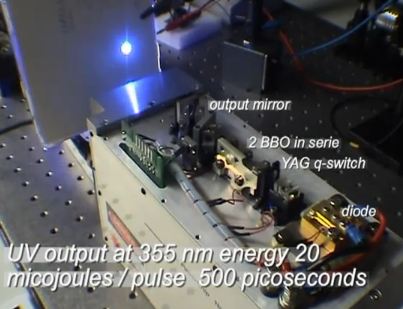 output mirror
2 BBO in serie
YAG q-switch
diode
UV output at 355 nm energy 20
micojoules / pulse 500 picoseconds